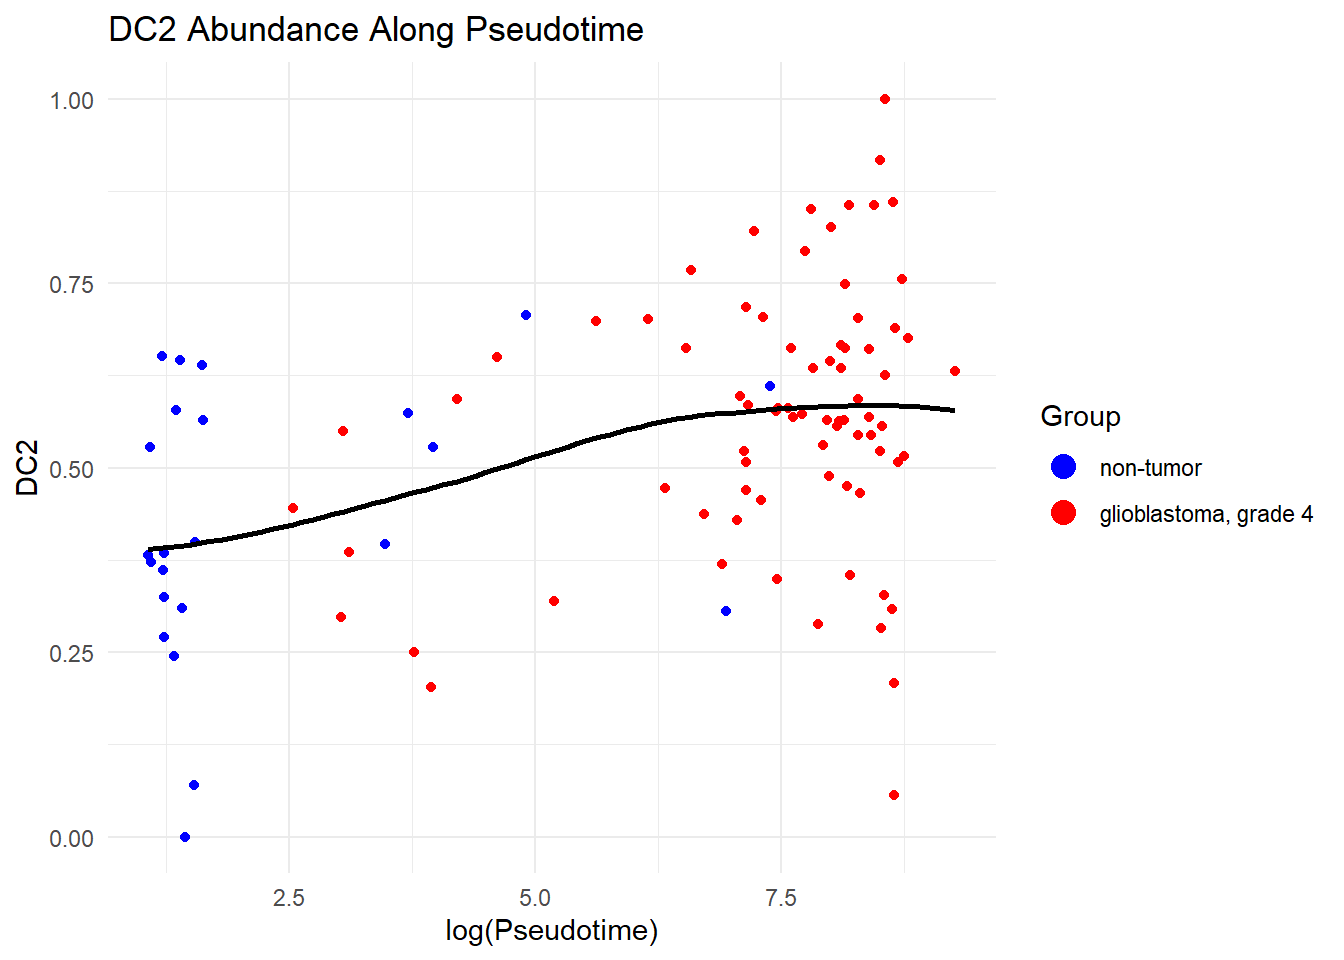 DC2 Abundance Along Pseudotime
1.00
0.75
0.50
0.25
0.00
DC2
2.5 5.0 7.5
log(Pseudotime)
Group
non-tumor
glioblastoma, grade 4